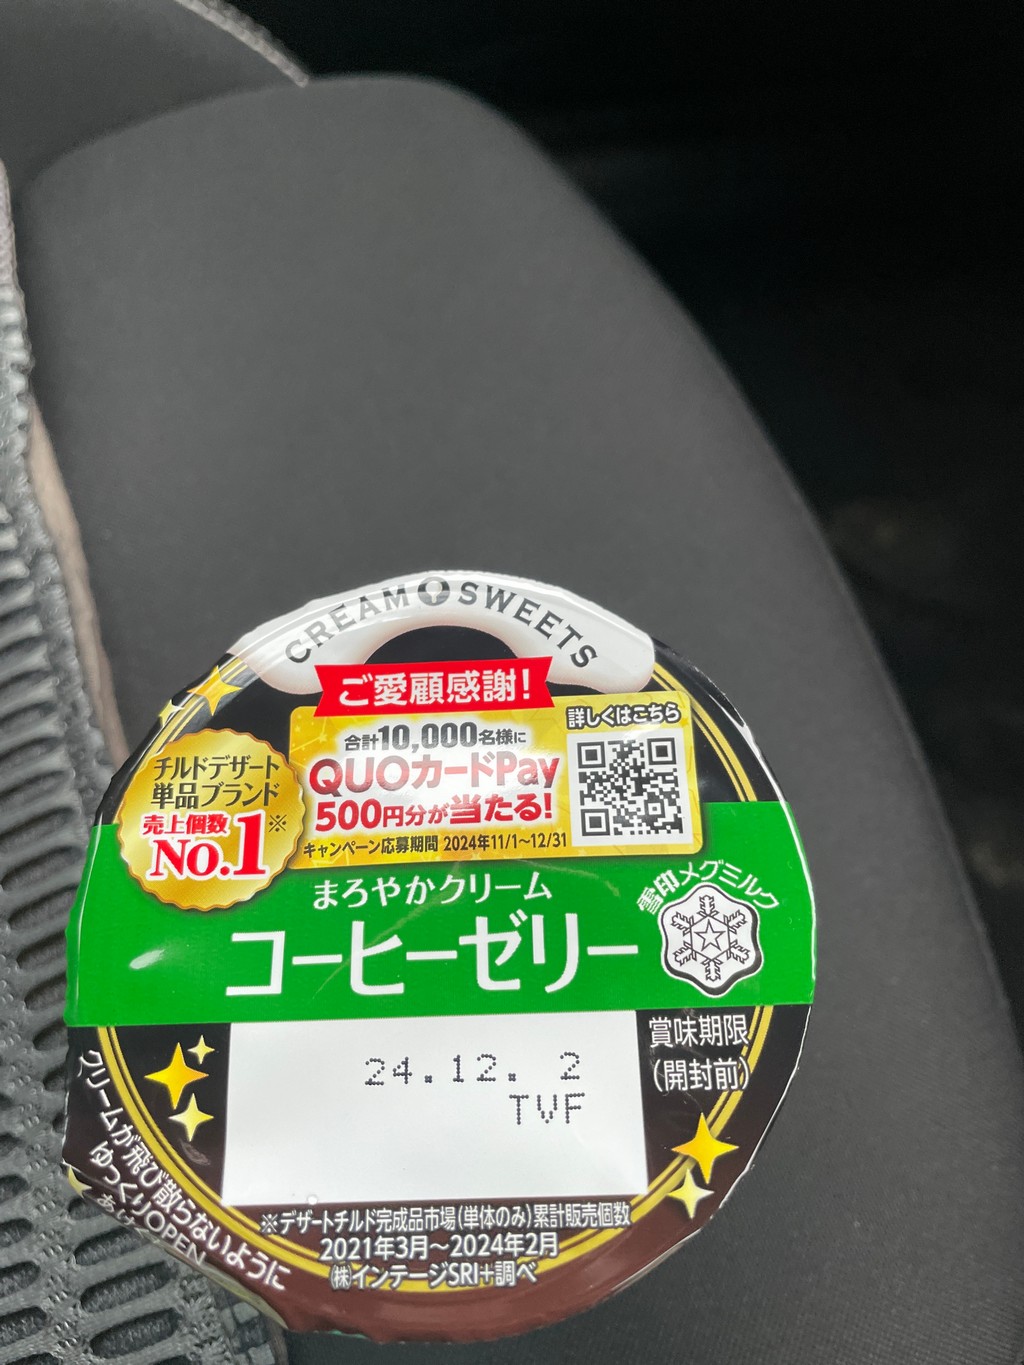 CREAM SWEETS
ご愛顧感謝!
合計10,000名様に
QUOカードPay
500円分が当たる!
キャンペーン応募期間 2024年11/1~12/31
詳しくはこちら
チルドデザート
単品ブランド
売上個数※
No.1
まろやかクリーム
コーヒーゼリー
雪印メグミルク
賞味期限
(開封前)
24.12. 2
TVF
クリームが飛び散らないように
ゆっくりOPEN
あけ
※デザートチルド完成品市場(単体のみ)累計販売個数
2021年3月~2024年2月
(株)インテージSRI+調べ